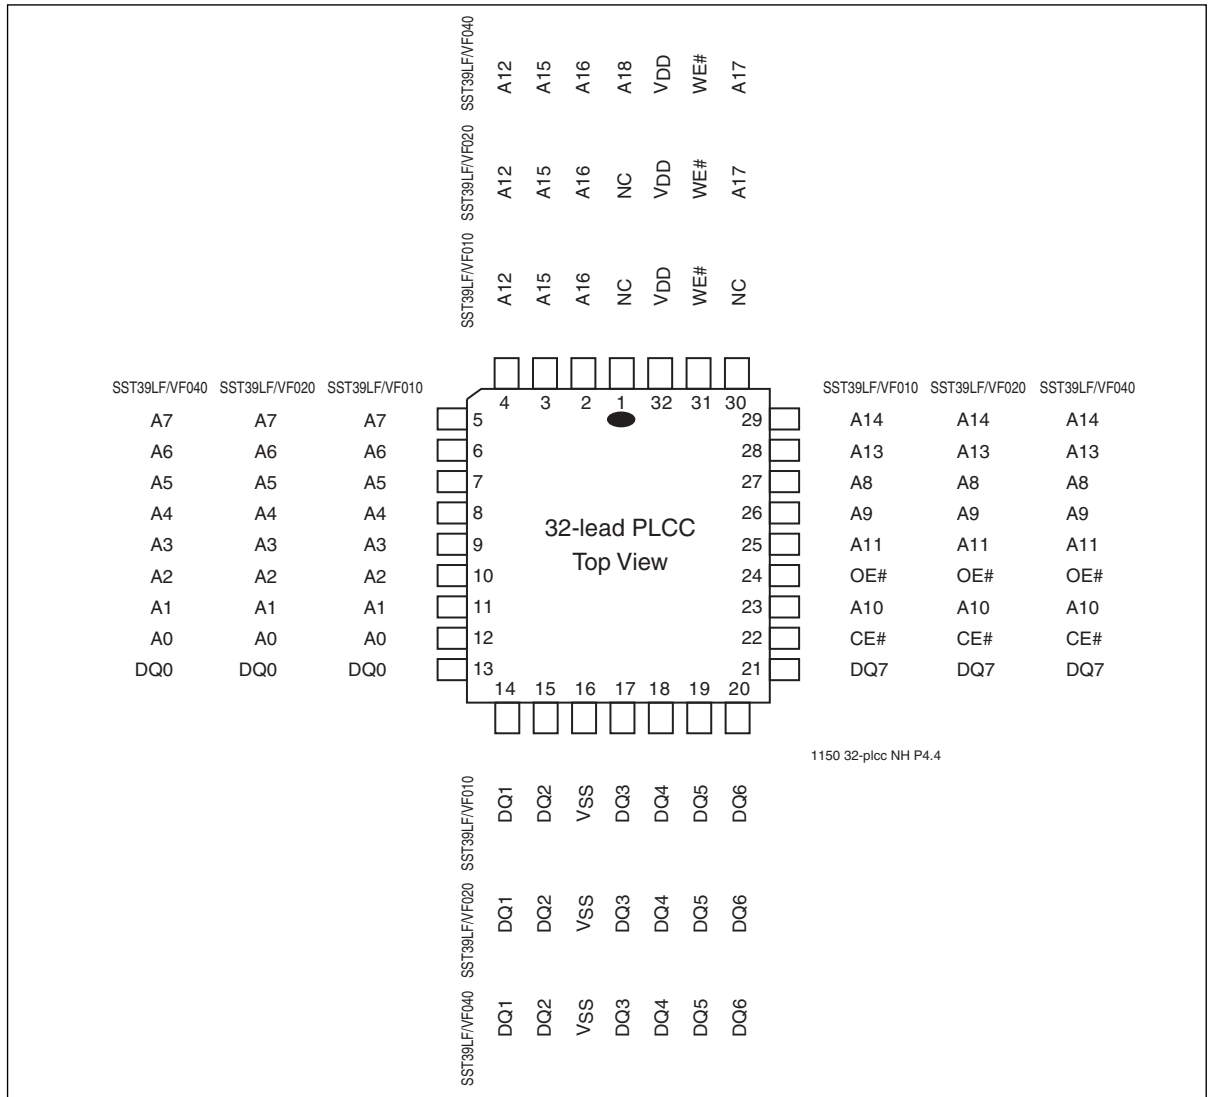 SST39LF/VF040 A12 A15 A16 A18 VDD WE# A17
SST39LF/VF020 A12 A15 A16 NC VDD WE# A17
SST39LF/VF010 A12 A15 A16 NC VDD WE# NC
SST39LF/VF040 SST39LF/VF020 SST39LF/VF010 4 3 2 1 32 31 30 SST39LF/VF010 SST39LF/VF020 SST39LF/VF040
A7 A7 A7 5 29 A14 A14 A14
A6 A6 A6 6 28 A13 A13 A13
A5 A5 A5 7 27 A8 A8 A8
A4 A4 A4 8 26 A9 A9 A9
32-lead PLCC
A3 A3 A3 9 25 A11 A11 A11
Top View
A2 A2 A2 10 24 OE# OE# OE#
A1 A1 A1 11 23 A10 A10 A10
A0 A0 A0 12 22 CE# CE# CE#
DQ0 DQ0 DQ0 13 21 DQ7 DQ7 DQ7
14 15 16 17 18 19 20
1150 32-plcc NH P4.4
SST39LF/VF010 DQ1 DQ2 VSS DQ3 DQ4 DQ5 DQ6
SST39LF/VF020 DQ1 DQ2 VSS DQ3 DQ4 DQ5 DQ6
SST39LF/VF040 DQ1 DQ2 VSS DQ3 DQ4 DQ5 DQ6